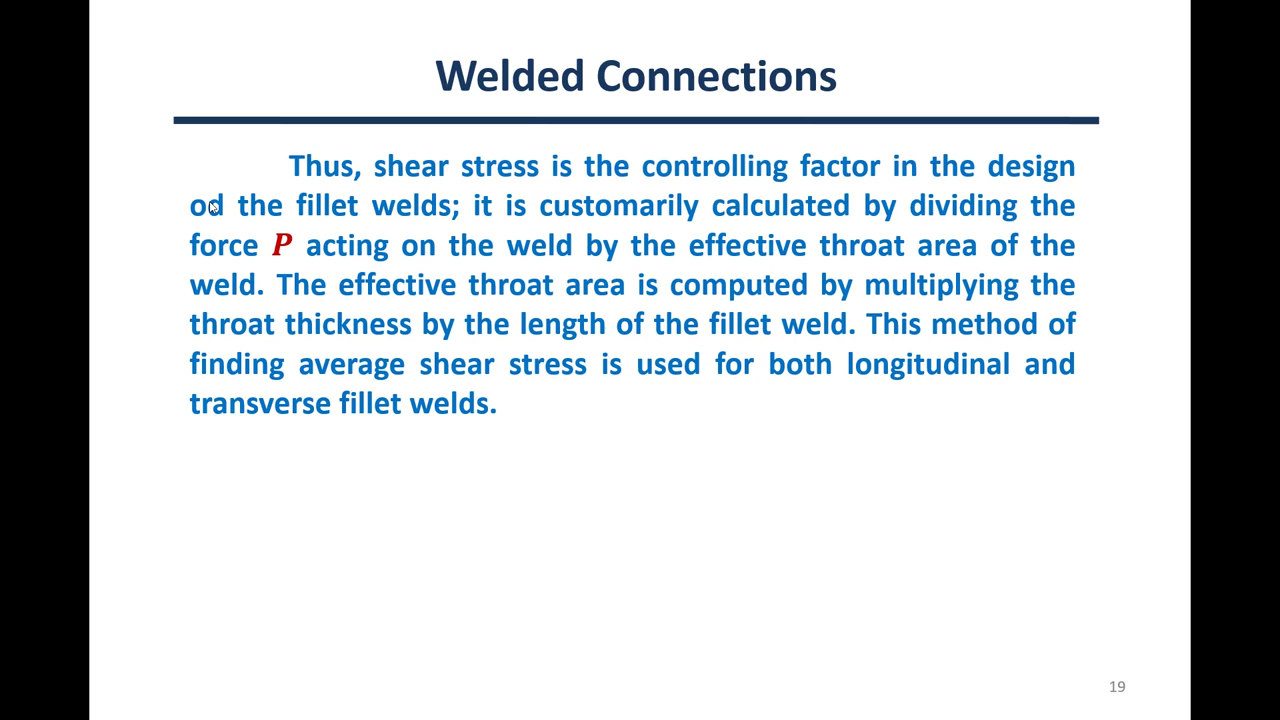 Welded Connections
Thus, shear stress is the controlling factor in the design
od the fillet welds; it is customarily calculated by dividing the
force P acting on the weld by the effective throat area of the
weld. The effective throat area is computed by multiplying the
throat thickness by the length of the fillet weld. This method of
finding average shear stress is used for both longitudinal and
transverse fillet welds.
19